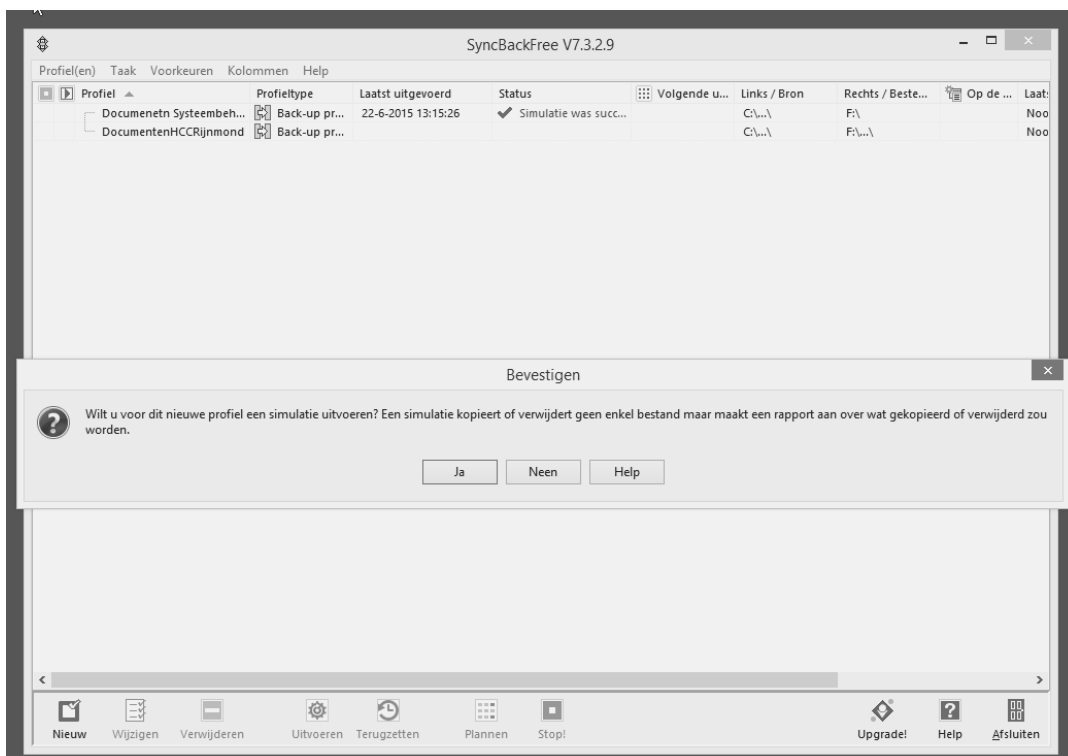 SyncBackFree V7.3.2.9
Profiel(en) Taak Voorkeuren Kolommen Help
Profiel Profieltype Laatst uitgevoerd Status Volgende u... Links / Bron Rechts / Beste... Op de ... Laat
Documenetn Systeembeh... Back-up pr... 22-6-2015 13:15:26 Simulatie was succ... C:\...\ F:\ Noo
DocumentenHCCRijnmond Back-up pr... C:\...\ F:\...\ Noo
Bevestigen
Wilt u voor dit nieuwe profiel een simulatie uitvoeren? Een simulatie kopieert of verwijdert geen enkel bestand maar maakt een rapport aan over wat gekopieerd of verwijderd zou
worden.
Ja Neen Help
Nieuw Wijzigen Verwijderen Uitvoeren Terugzetten Plannen Stop! Upgrade! Help Afsluiten